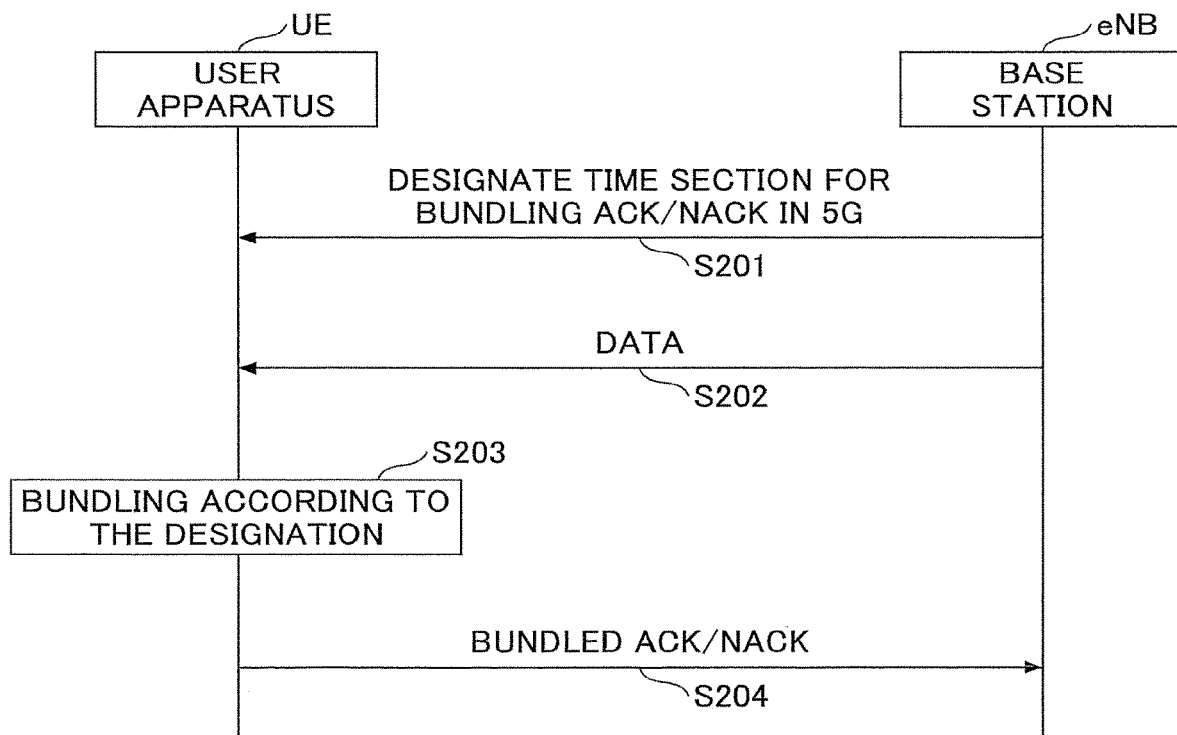 UE
eNB
USER
APPARATUS
BASE
STATION
DESIGNATE TIME SECTION FOR
BUNDLING ACK/NACK IN 5G
S201
DATA
S202
S203
BUNDLING ACCORDING TO
THE DESIGNATION
BUNDLED ACK/NACK
S204